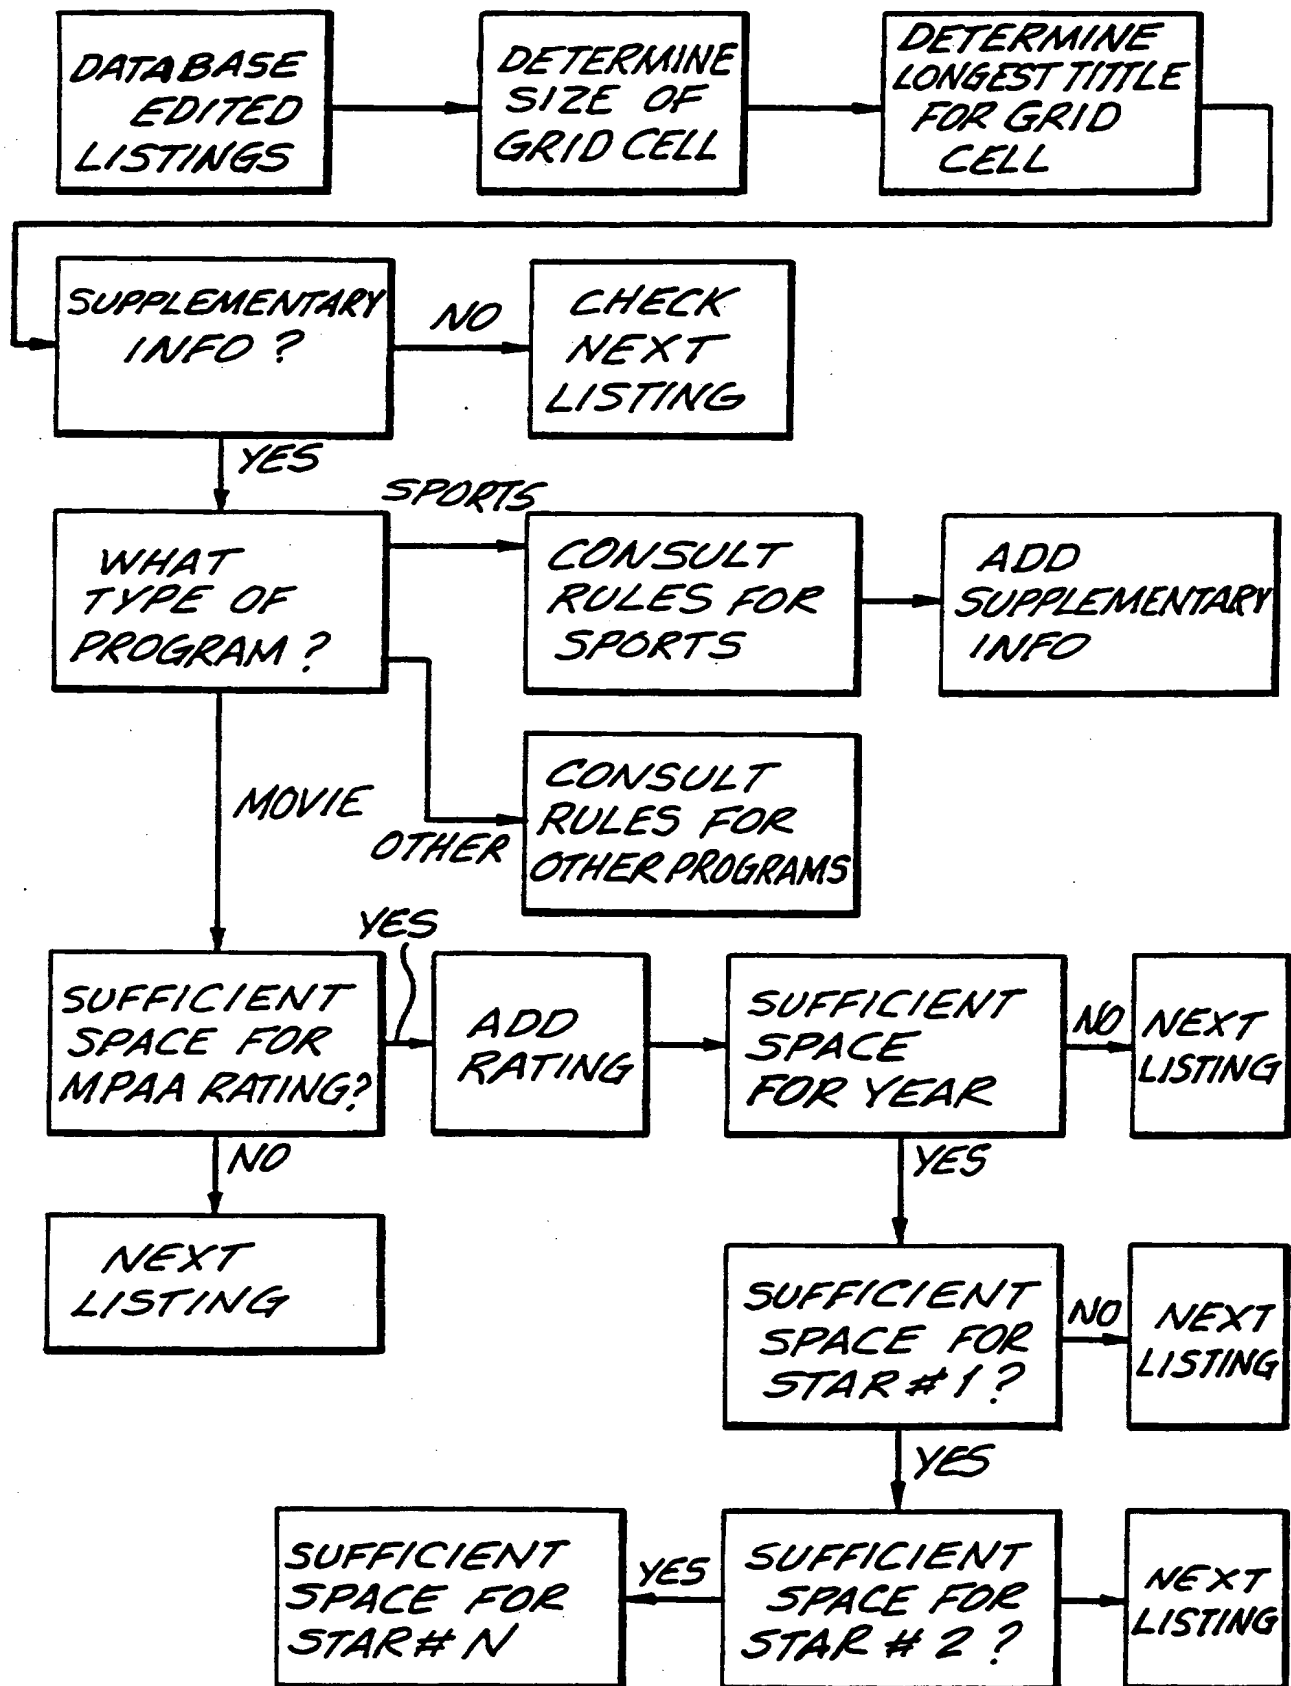 DATABASE
EDITED
LISTINGS
DETERMINE
SIZE OF
GRID CELL
DETERMINE
LONGEST TITTLE
FOR GRID
CELL
SUPPLEMENTARY
INFO?
NO
CHECK
NEXT
LISTING
YES
WHAT
TYPE OF
PROGRAM?
SPORTS
CONSULT
RULES FOR
SPORTS
ADD
SUPPLEMENTARY
INFO
OTHER
CONSULT
RULES FOR
OTHER PROGRAMS
MOVIE
SUFFICIENT
SPACE FOR
MPAA RATING?
YES
ADD
RATING
SUFFICIENT
SPACE
FOR YEAR
NO
NEXT
LISTING
NO
NEXT
LISTING
YES
SUFFICIENT
SPACE FOR
STAR #1?
NO
NEXT
LISTING
YES
SUFFICIENT
SPACE FOR
STAR #2?
NEXT
LISTING
YES
SUFFICIENT
SPACE FOR
STAR # N